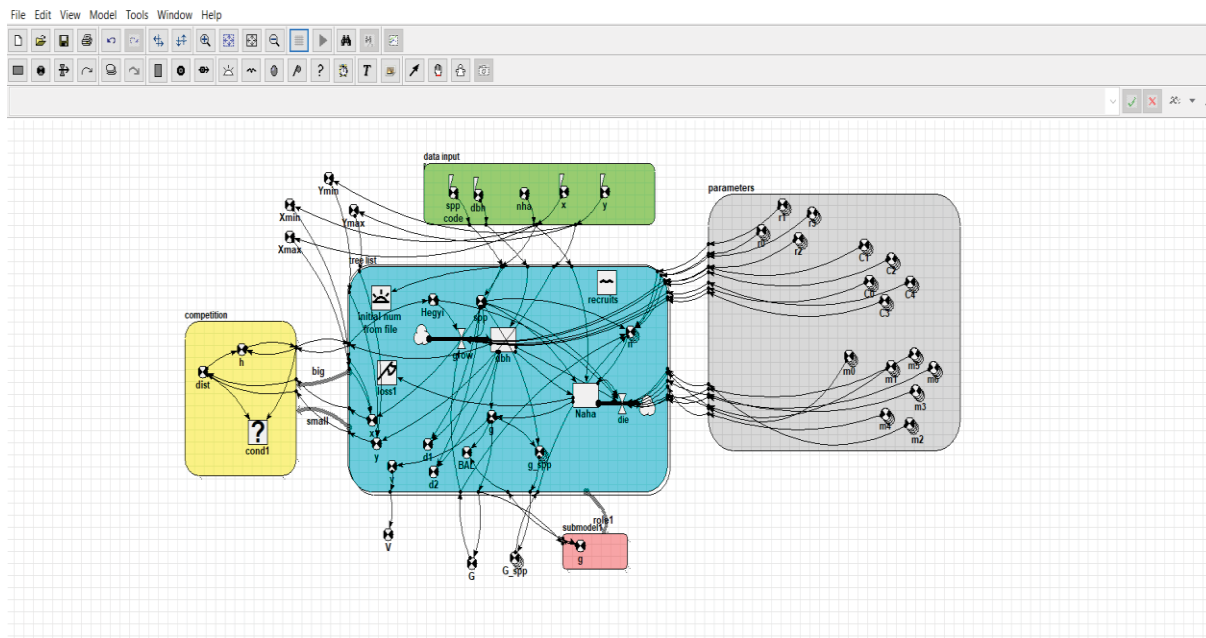 File Edit View Model Tools Window Help
data input
spp code
dbh
nha
x
y
Ymin
Xmin
Ymax
Xmax
parameters
r1
r3
r0
r2
C1
C2
C0
C4
C3
m0
m5
m1
m6
m3
m4
m2
tree list
initial num from file
Hegyi
spp
recruits
grow
dbh
n
loss1
Naha
die
x
y
g
d1
d2
BAL
g_spp
v
competition
h
dist
cond1
big
small
V
G
G_spp
role1
submodel1
g